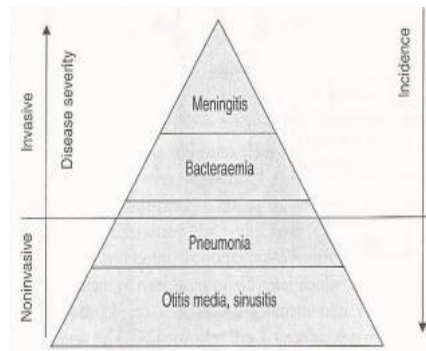 Invasive
Disease severity
Incidence
Meningitis
Bacteraemia
Noninvasive
Pneumonia
Otitis media, sinusitis